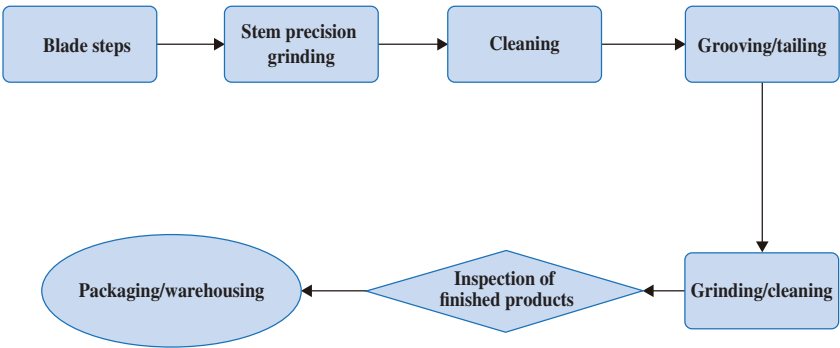 Blade steps
Stem precision
grinding
Cleaning
Grooving/tailing
Grinding/cleaning
Inspection of
finished products
Packaging/warehousing